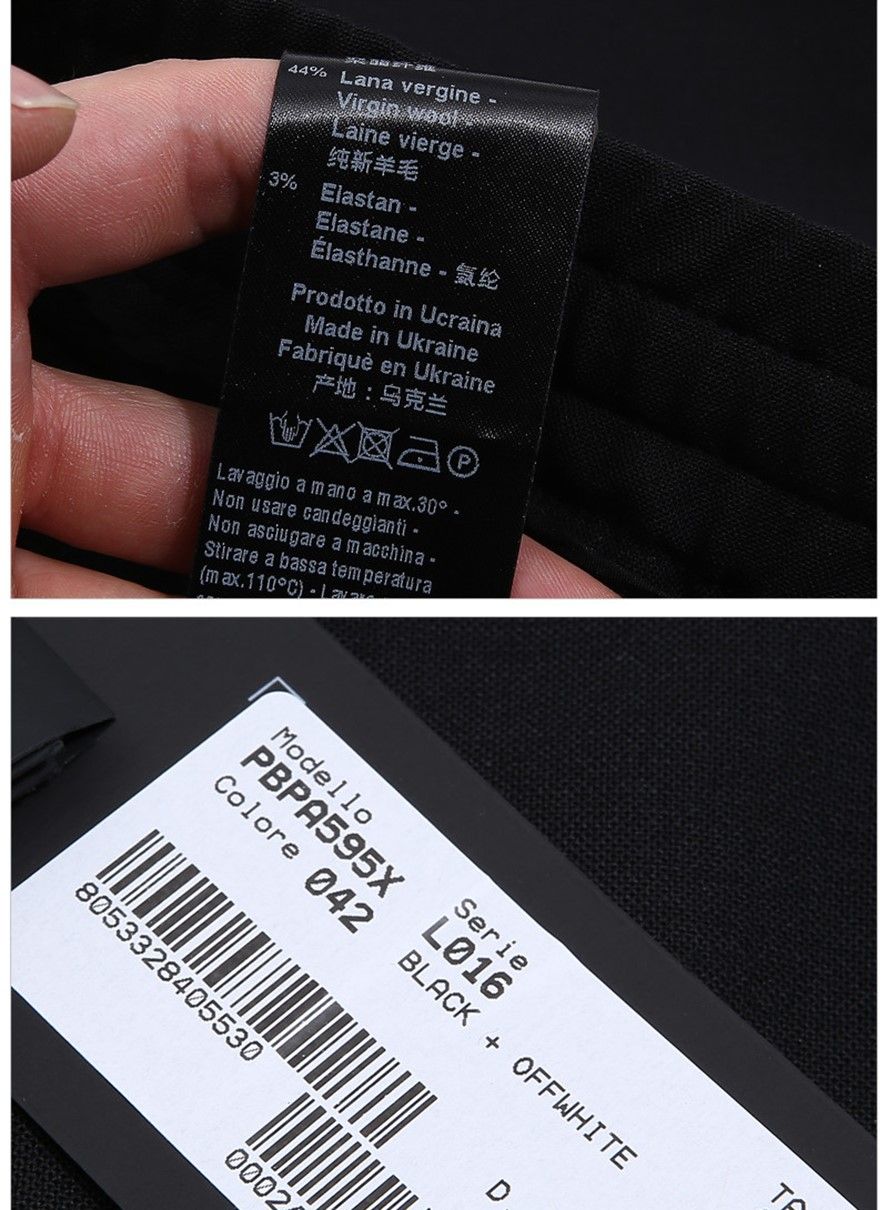 44% Lana vergine -
Virgin wool -
Laine vierge -
纯新羊毛
3% Elastan -
Elastane -
Élasthanne - 氨纶
Prodotto in Ucraina
Made in Ukraine
Fabriquè en Ukraine
产地：乌克兰
P
Lavaggio a mano a max.30° -
Non usare candeggianti -
Non asciugare a macchina -
Stirare a bassa temperatura
(max.110°C) - Lavare
Modello
PBPA595X
Colore 042
Serie
L016
BLACK + OFFWHITE
8053328405530
D